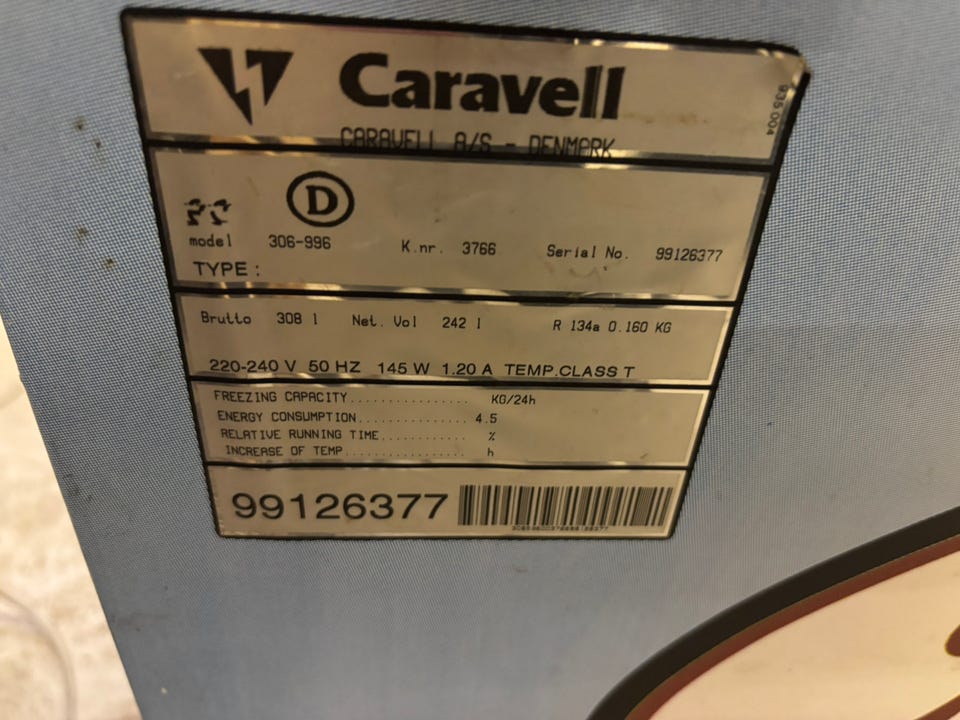 Caravell
935.004
CARAVELL A/S - DENMARK
D
model 306-996 K.nr. 3766 Serial No. 99126377
TYPE :
Brutto 308 l Net. Vol 242 l R 134a 0.160 KG
220-240 V 50 HZ 145 W 1.20 A TEMP.CLASS T
FREEZING CAPACITY................ KG/24h
ENERGY CONSUMPTION............... 4.5
RELATIVE RUNNING TIME............ %
INCREASE OF TEMP................. h
99126377